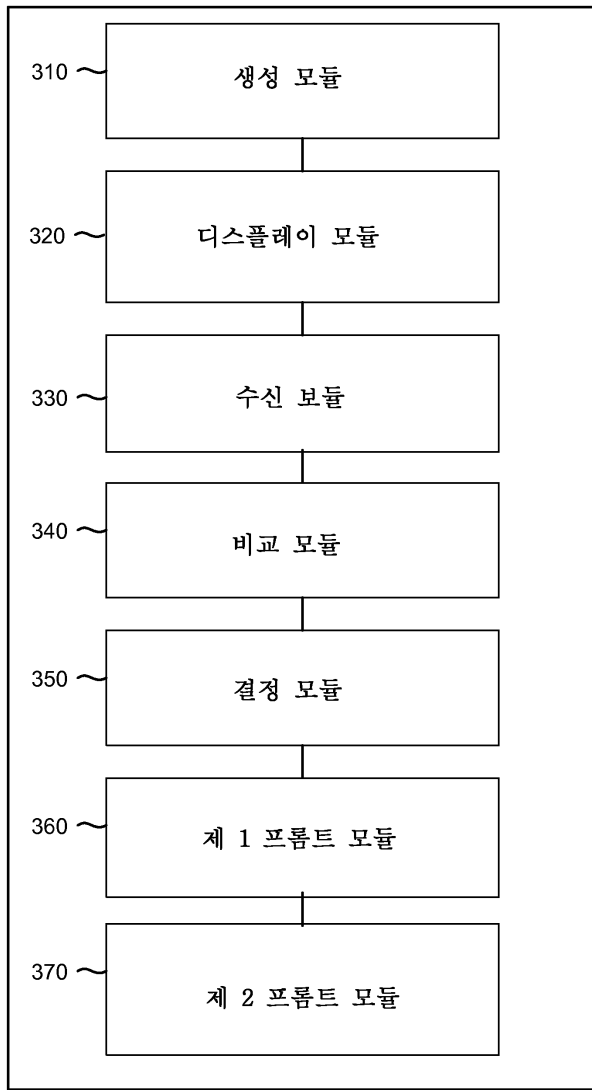 310 생성 모듈
320 디스플레이 모듈
330 수신 보듈
340 비교 모듈
350 결정 모듈
360 제 1 프롬트 모듈
370 제 2 프롬트 모듈